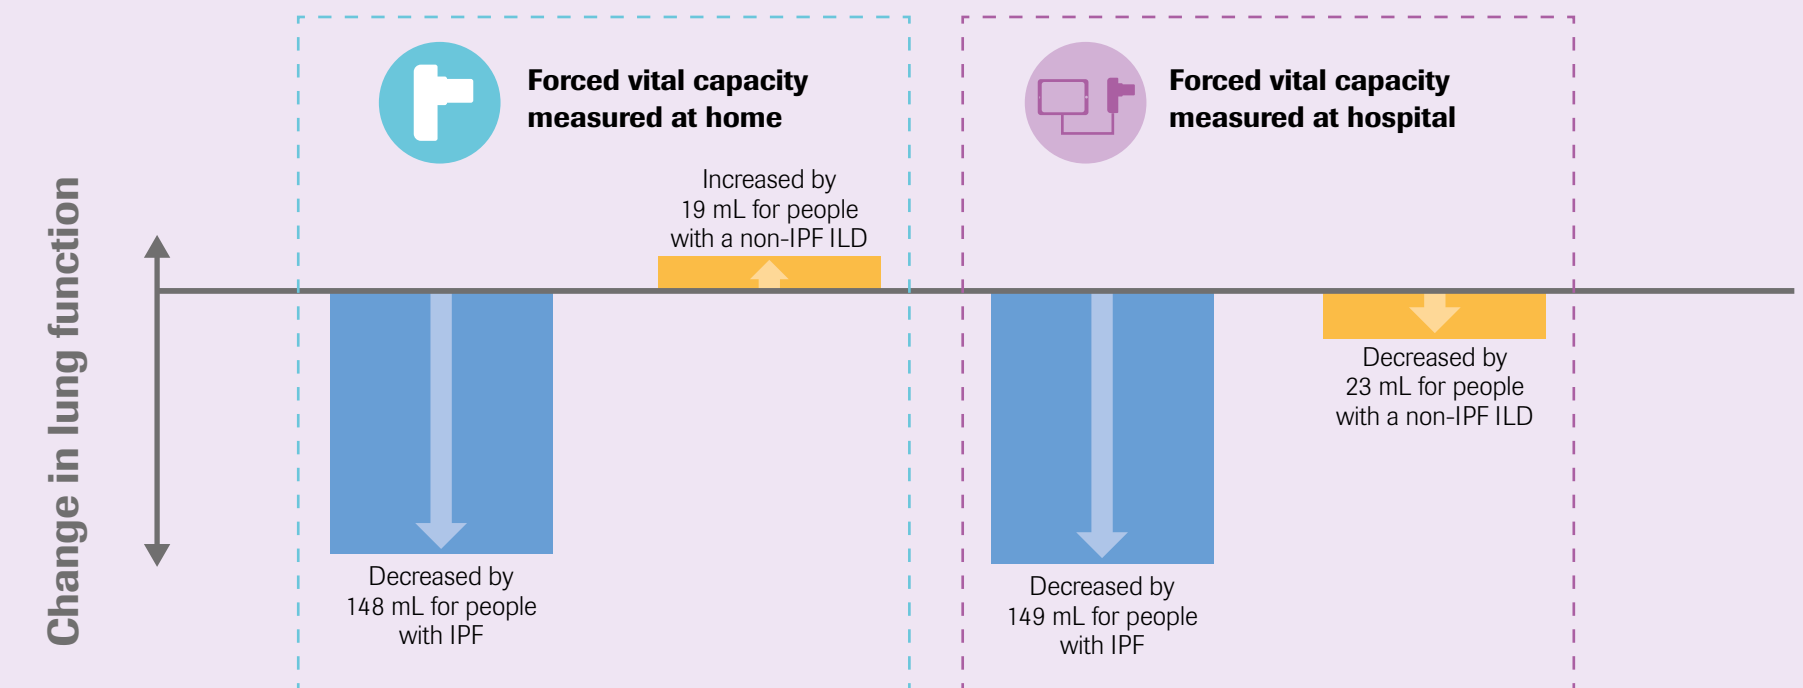 Change in lung function
Forced vital capacity
measured at home
Increased by
19 mL for people
with a non-IPF ILD
Decreased by
148 mL for people
with IPF
Forced vital capacity
measured at hospital
Decreased by
149 mL for people
with IPF
Decreased by
23 mL for people
with a non-IPF ILD